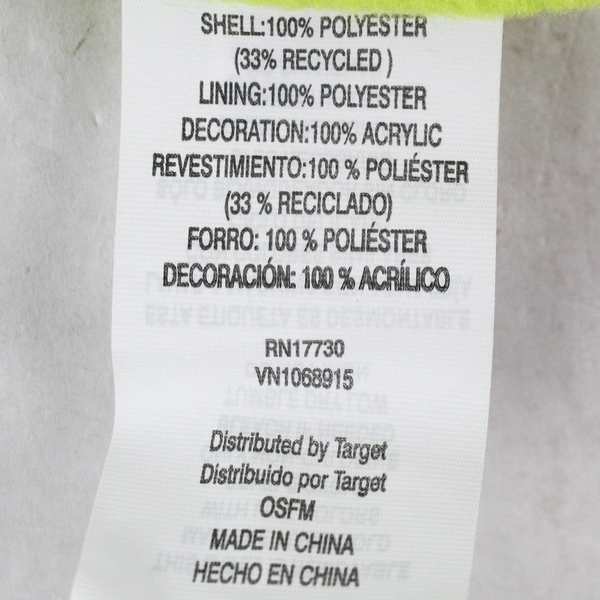 SHELL:100% POLYESTER
(33% RECYCLED )
LINING:100% POLYESTER
DECORATION:100% ACRYLIC
REVESTIMIENTO:100 % POLIÉSTER
(33 % RECICLADO)
FORRO: 100 % POLIÉSTER
DECORACIÓN: 100 % ACRÍLICO
RN17730
VN1068915
Distributed by Target
Distribuido por Target
OSFM
MADE IN CHINA
HECHO EN CHINA